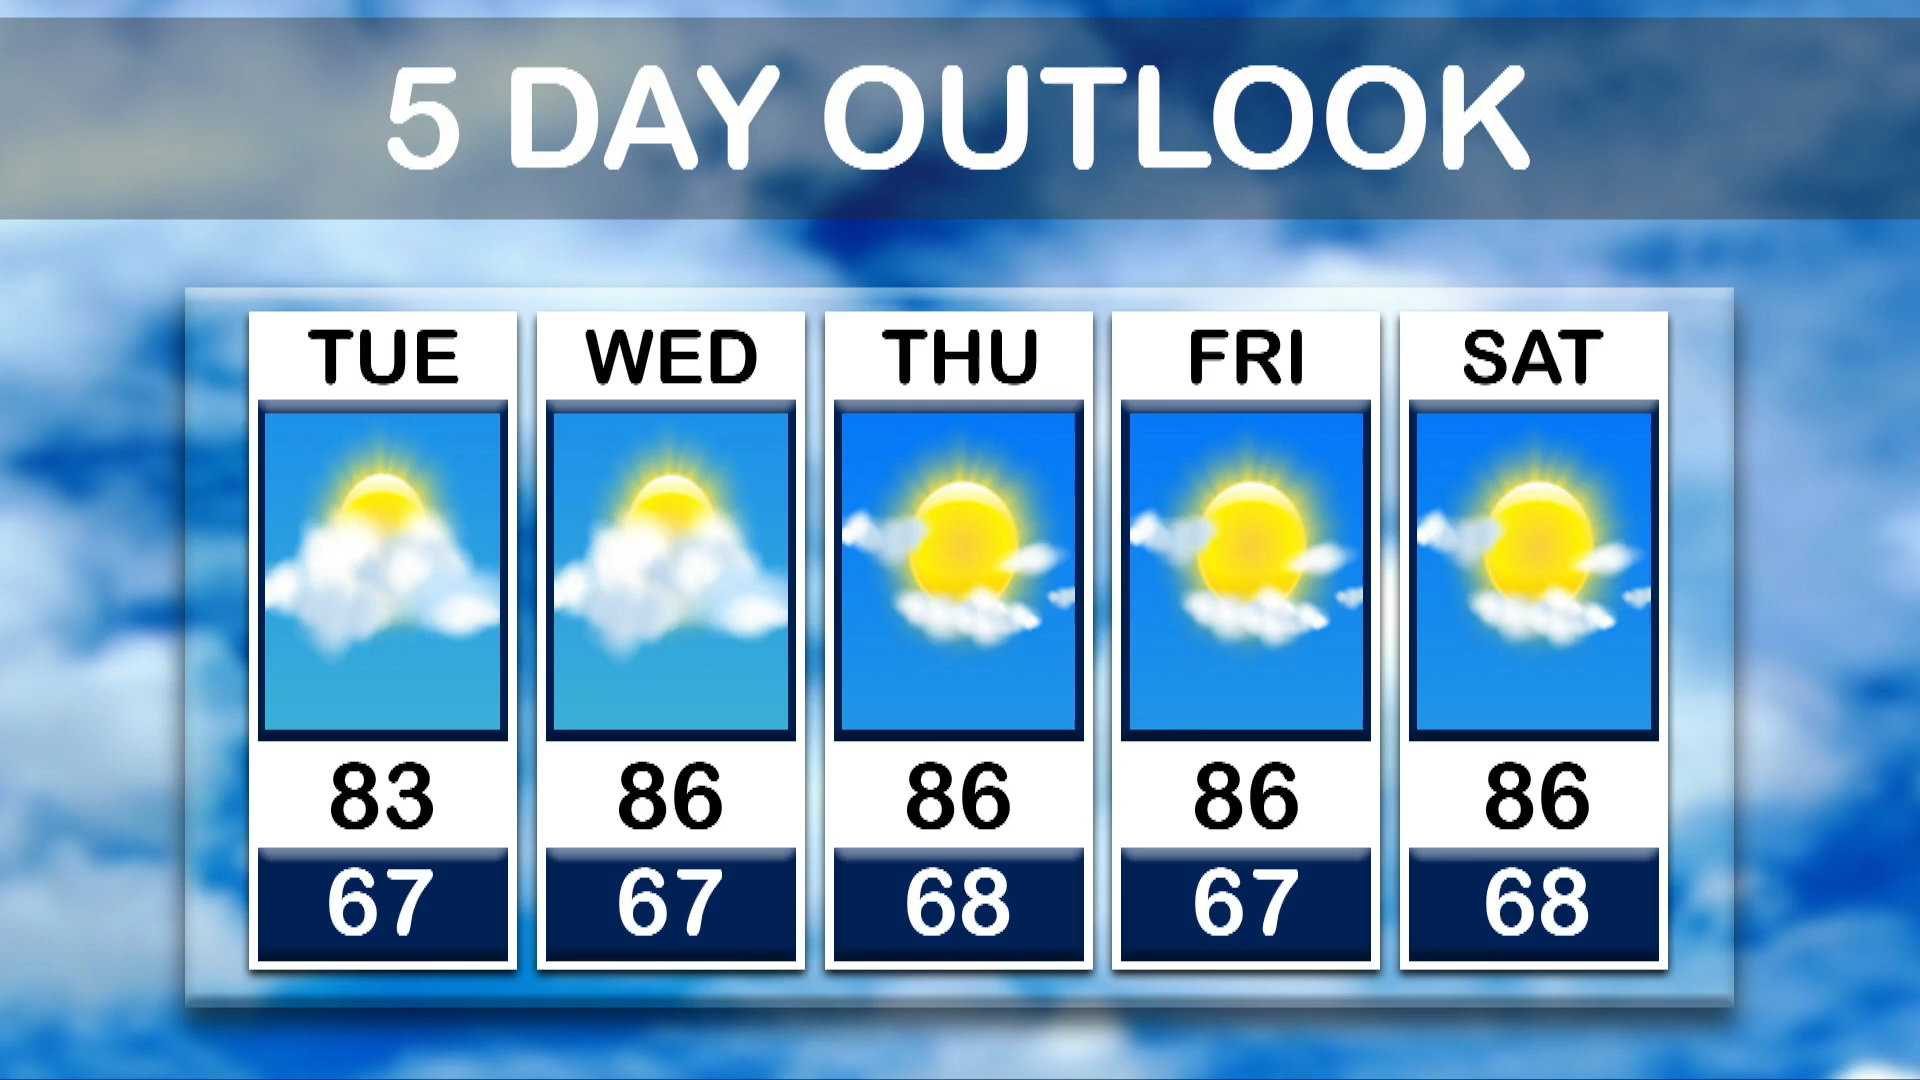 5 DAY OUTLOOK
TUE WED THU FRI SAT
83 86 86 86 86
67 67 68 67 68